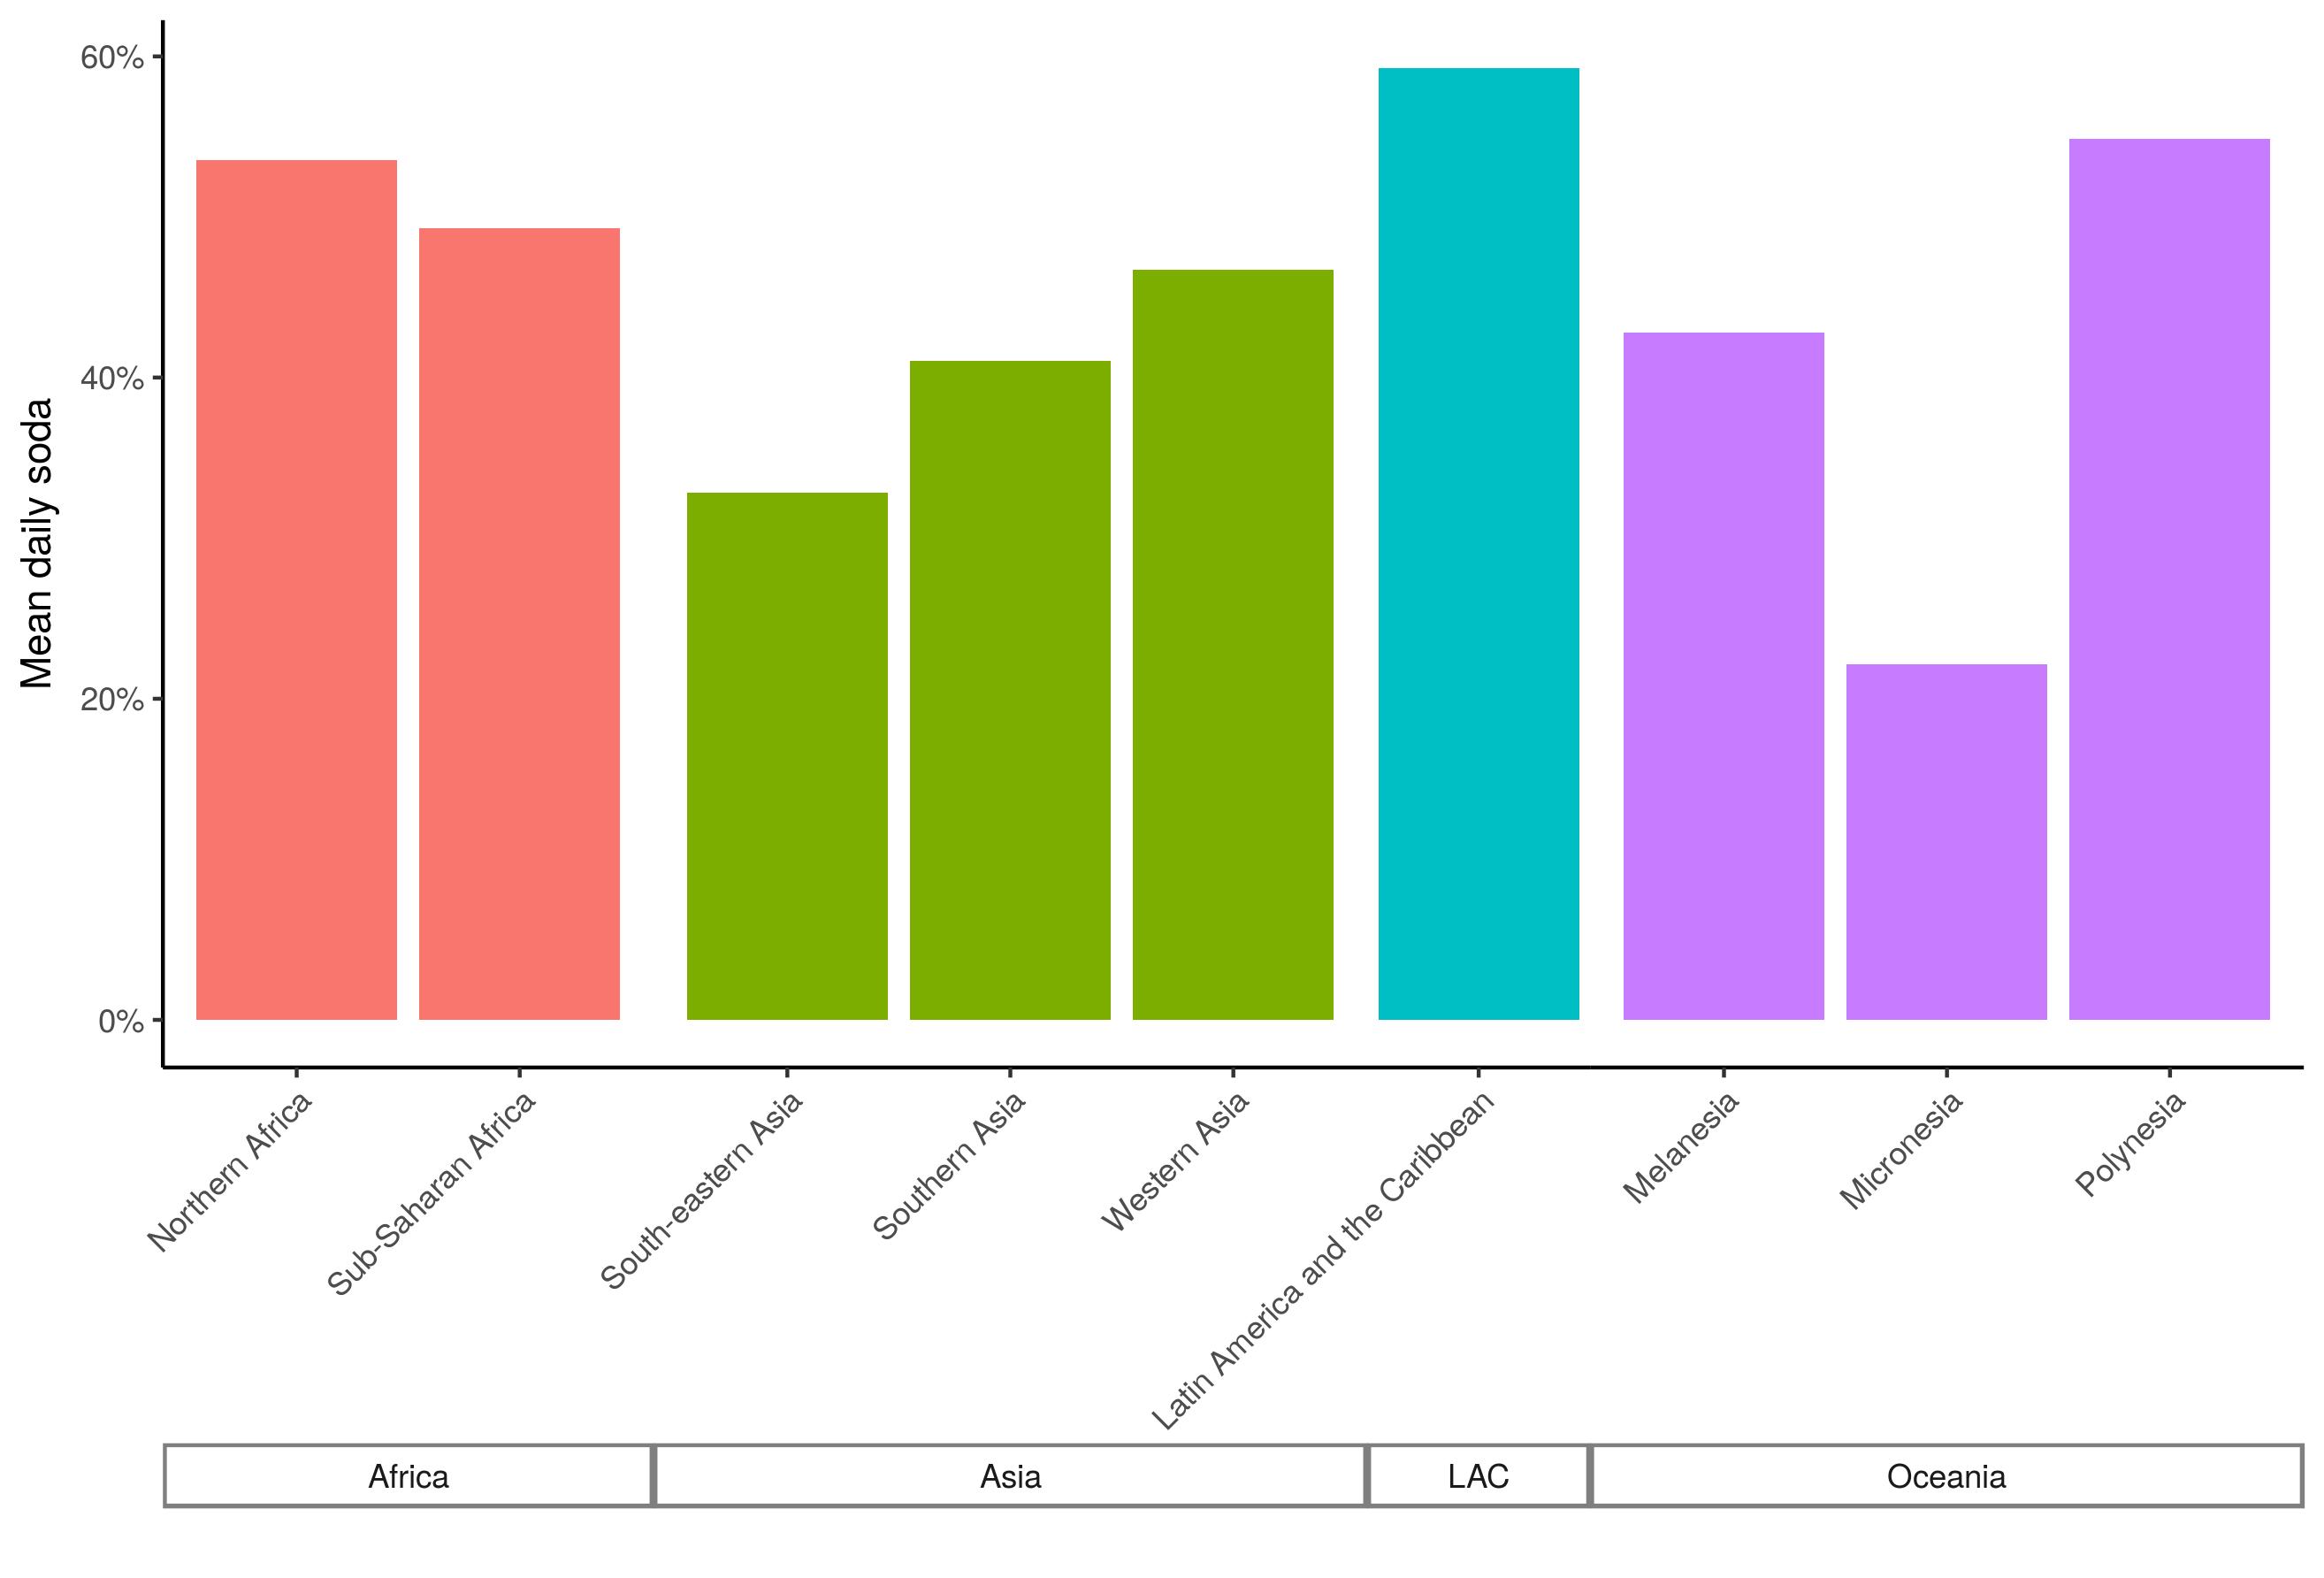 Mean daily soda
60%
40%
20%
0%
Northern Africa
Sub-Saharan Africa
South-eastern Asia
Southern Asia
Western Asia
Latin America and the Caribbean
Melanesia
Micronesia
Polynesia
Africa
Asia
LAC
Oceania